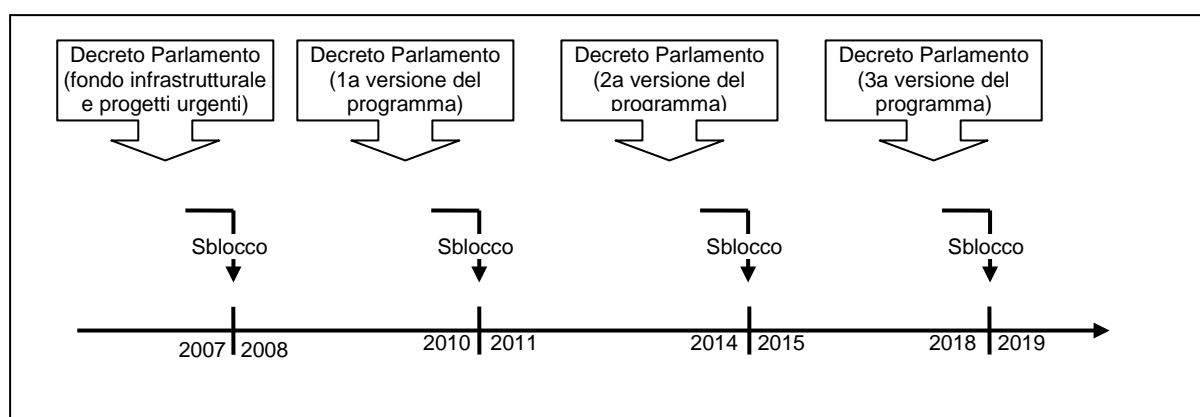 Decreto Parlamento
(fondo infrastrutturale
e progetti urgenti)
Decreto Parlamento
(1a versione del
programma)
Decreto Parlamento
(2a versione del
programma)
Decreto Parlamento
(3a versione del
programma)
Sblocco
Sblocco
Sblocco
Sblocco
2007 2008
2010 2011
2014 2015
2018 2019